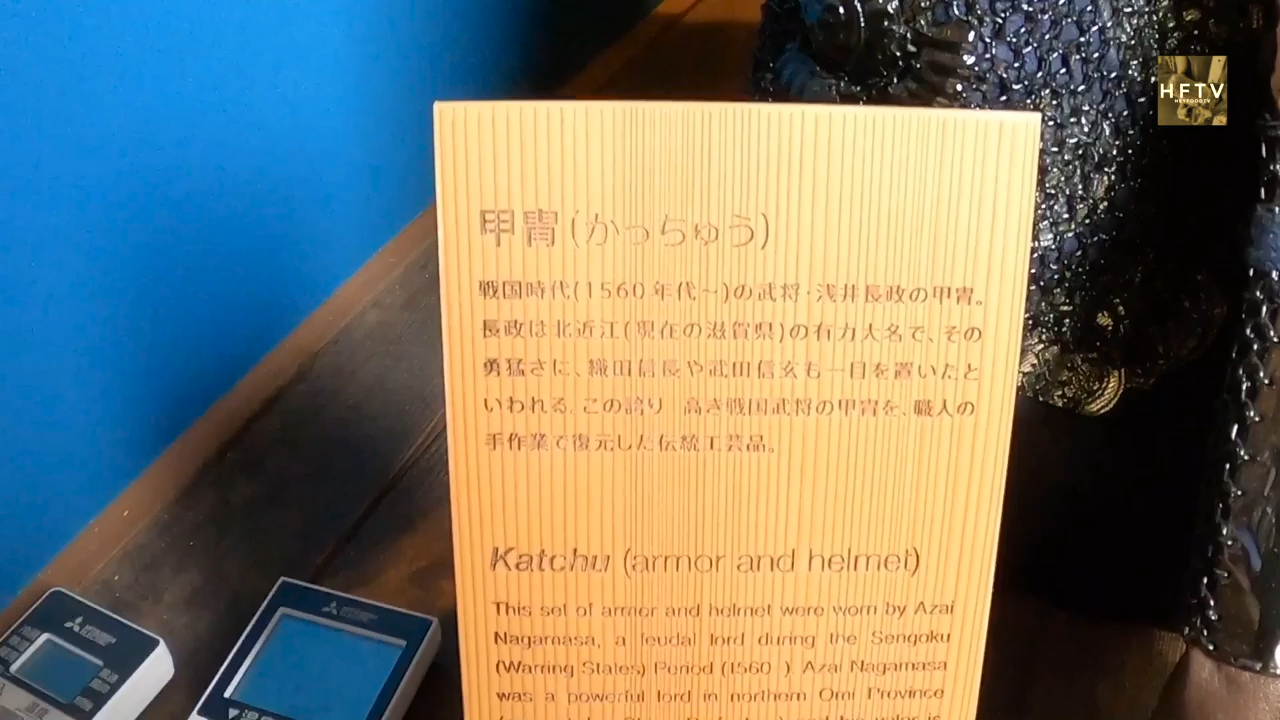 HFTV
HEYFOODTV
甲冑(かっちゅう)
戦国時代(1560年代~)の武将·浅井長政の甲冑。
長政は北近江(現在の滋賀県)の有力大名で、その
勇猛さに、織田信長や武田信玄も一目を置いたと
いわれる。この誇り 高き戦国武将の甲冑を、職人の
手作業で復元した伝統工芸品。
Katchu (armor and helmet)
This set of armor and helmet were worn by Azai
Nagamasa, a feudal lord during the Sengoku
(Warring States) Period (1560 ) Azai Nagamasa
was a powerful lord in northern Omi Province